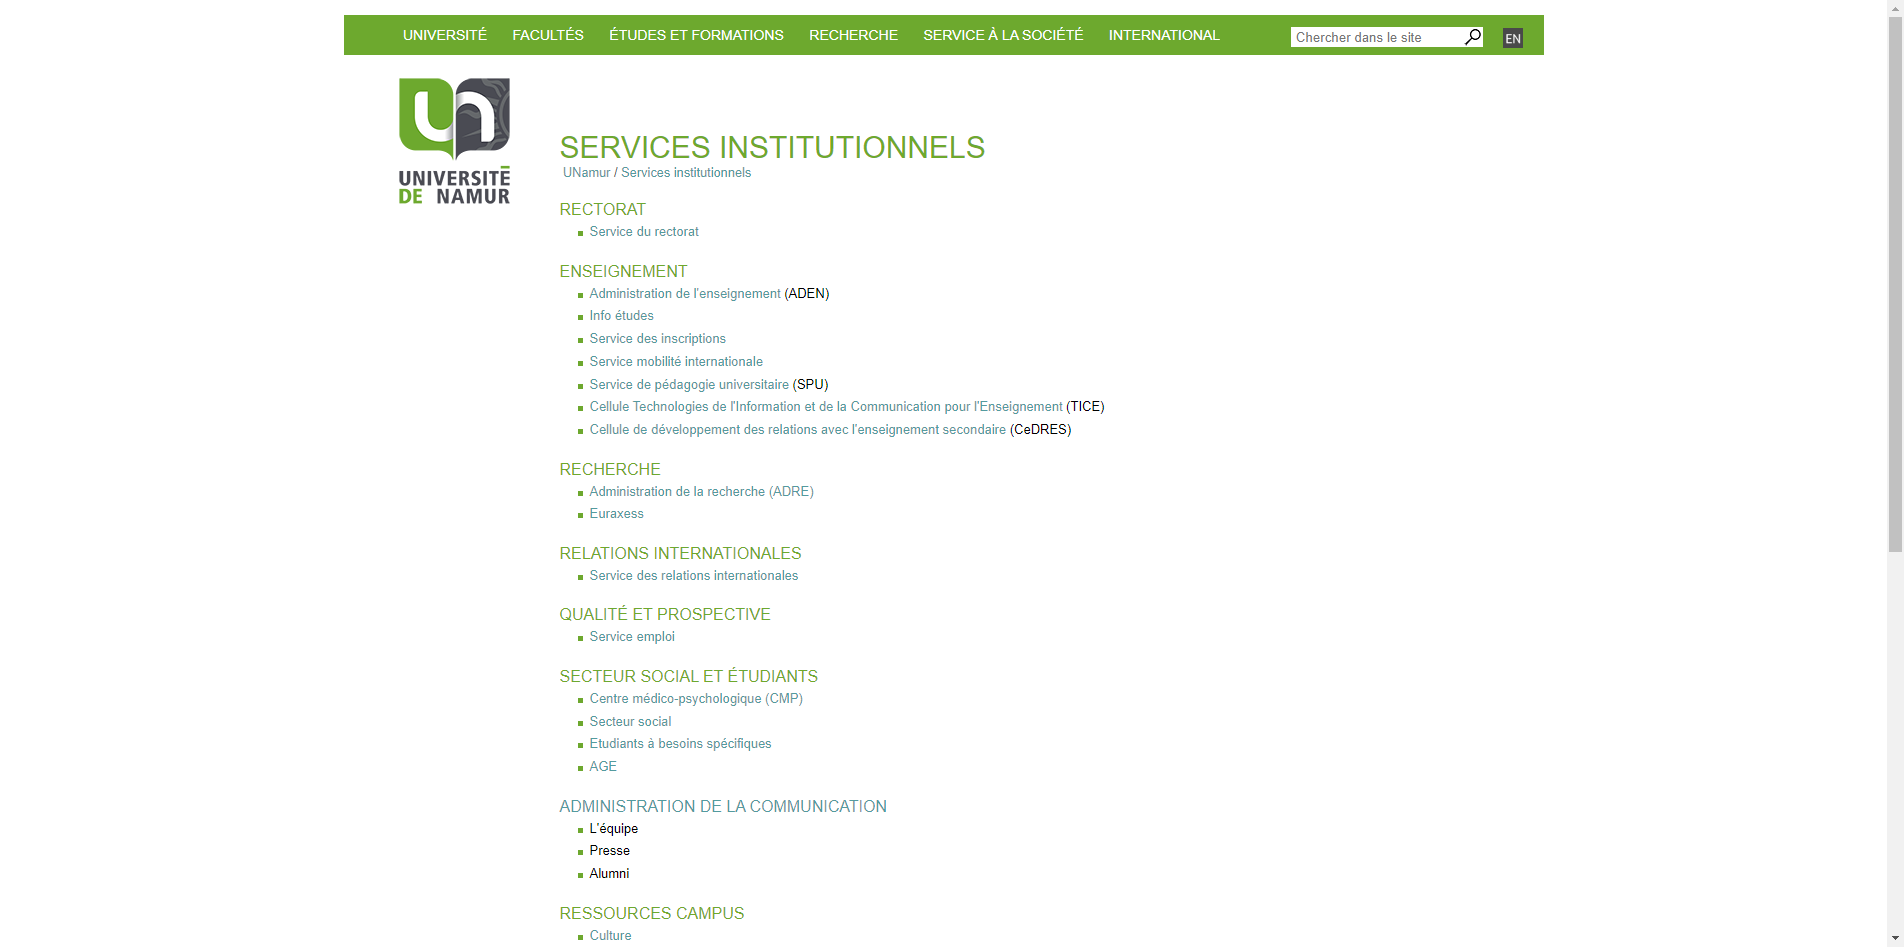 UNIVERSITÉ FACULTÉS ÉTUDES ET FORMATIONS RECHERCHE SERVICE À LA SOCIÉTÉ INTERNATIONAL Chercher dans le site EN
UNIVERSITÉ
DE NAMUR
SERVICES INSTITUTIONNELS
UNamur / Services institutionnels
RECTORAT
Service du rectorat
ENSEIGNEMENT
Administration de l'enseignement (ADEN)
Info études
Service des inscriptions
Service mobilité internationale
Service de pédagogie universitaire (SPU)
Cellule Technologies de l'Information et de la Communication pour l'Enseignement (TICE)
Cellule de développement des relations avec l'enseignement secondaire (CeDRES)
RECHERCHE
Administration de la recherche (ADRE)
Euraxess
RELATIONS INTERNATIONALES
Service des relations internationales
QUALITÉ ET PROSPECTIVE
Service emploi
SECTEUR SOCIAL ET ÉTUDIANTS
Centre médico-psychologique (CMP)
Secteur social
Etudiants à besoins spécifiques
AGE
ADMINISTRATION DE LA COMMUNICATION
L'équipe
Presse
Alumni
RESSOURCES CAMPUS
Culture